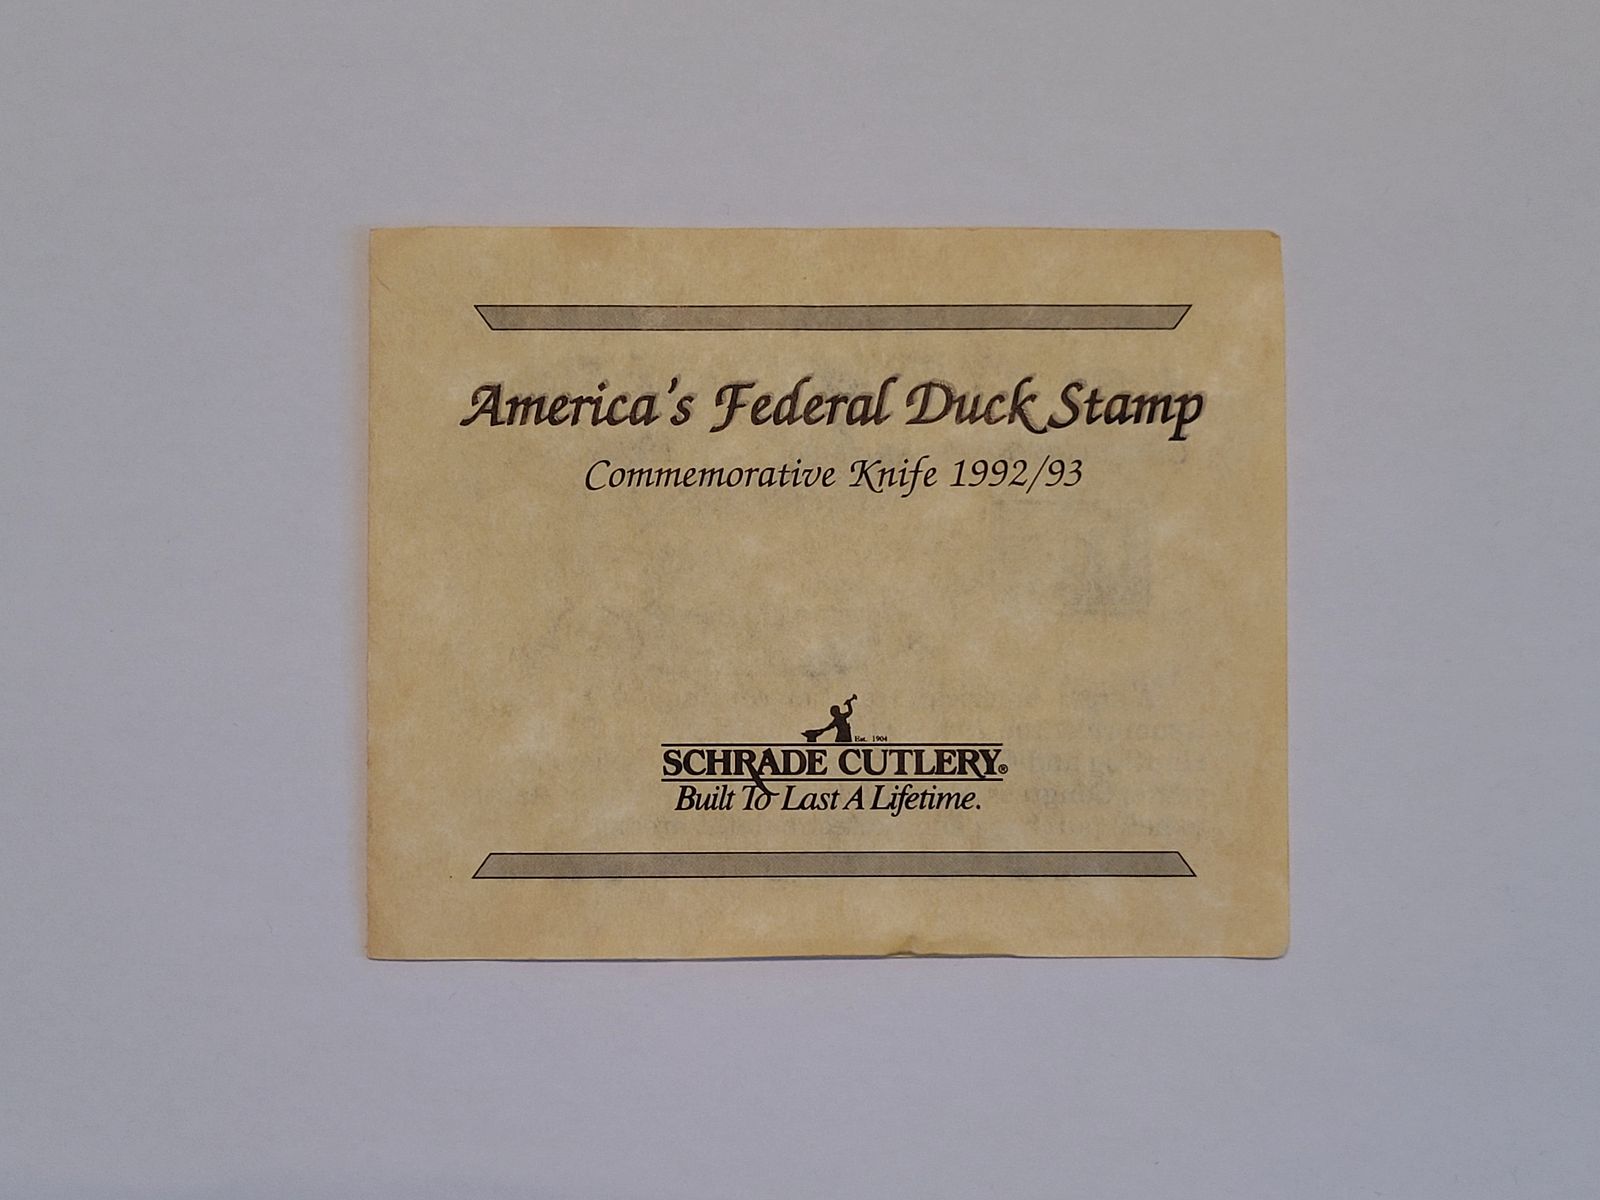 America's Federal Duck Stamp
Commemorative Knife 1992/93
Est. 1904
SCHRADE CUTLERY®
Built To Last A Lifetime.